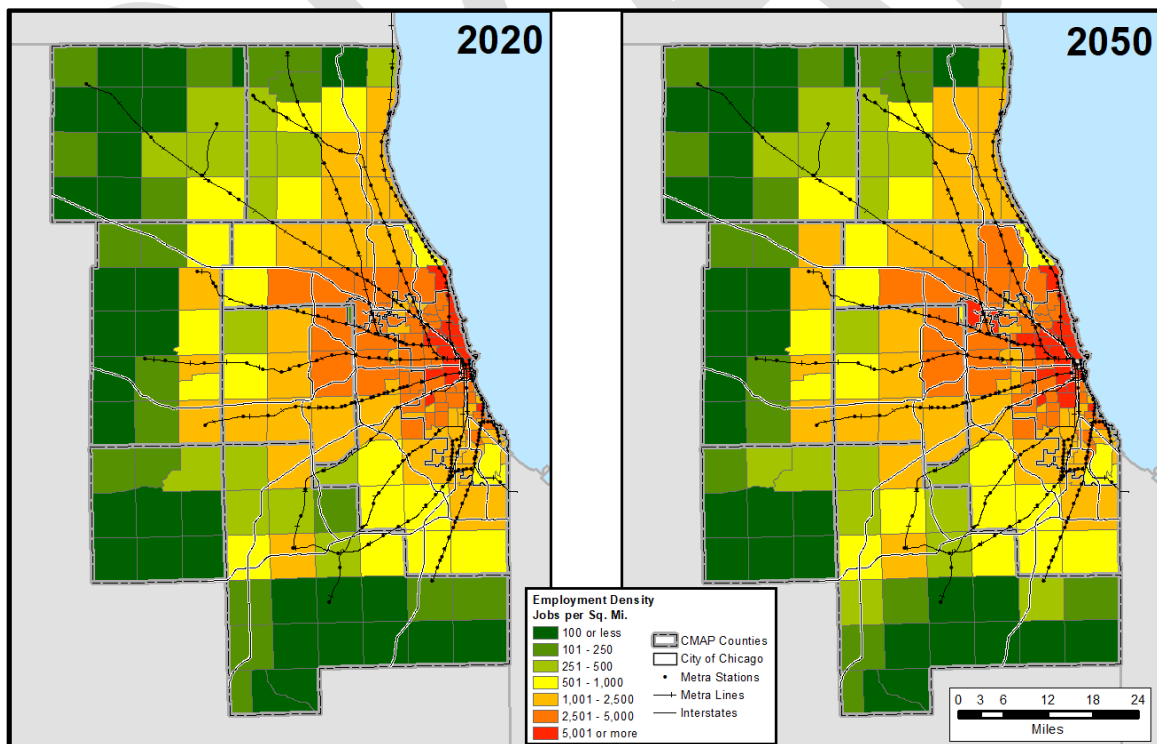 2020
2050
Employment Density
Jobs per Sq. Mi.
100 or less
101 - 250
251 - 500
501 - 1,000
1,001 - 2,500
2,501 - 5,000
5,001 or more
CMAP Counties
City of Chicago
Metra Stations
Metra Lines
Interstates
0 3 6 12 18 24
Miles